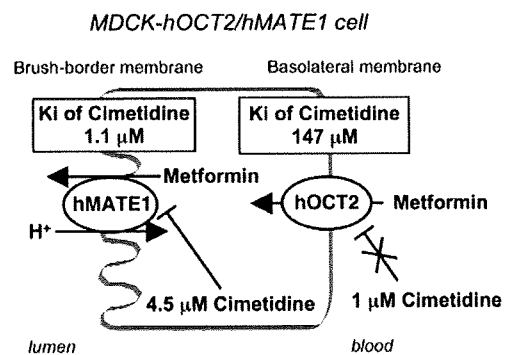 MDCK-hOCT2/hMATE1 cell
Brush-border membrane
Basolateral membrane
Ki of Cimetidine
1.1 µM
Ki of Cimetidine
147 µM
Metformin
hMATE1
H⁺
hOCT2
Metformin
4.5 µM Cimetidine
1 µM Cimetidine
lumen
blood